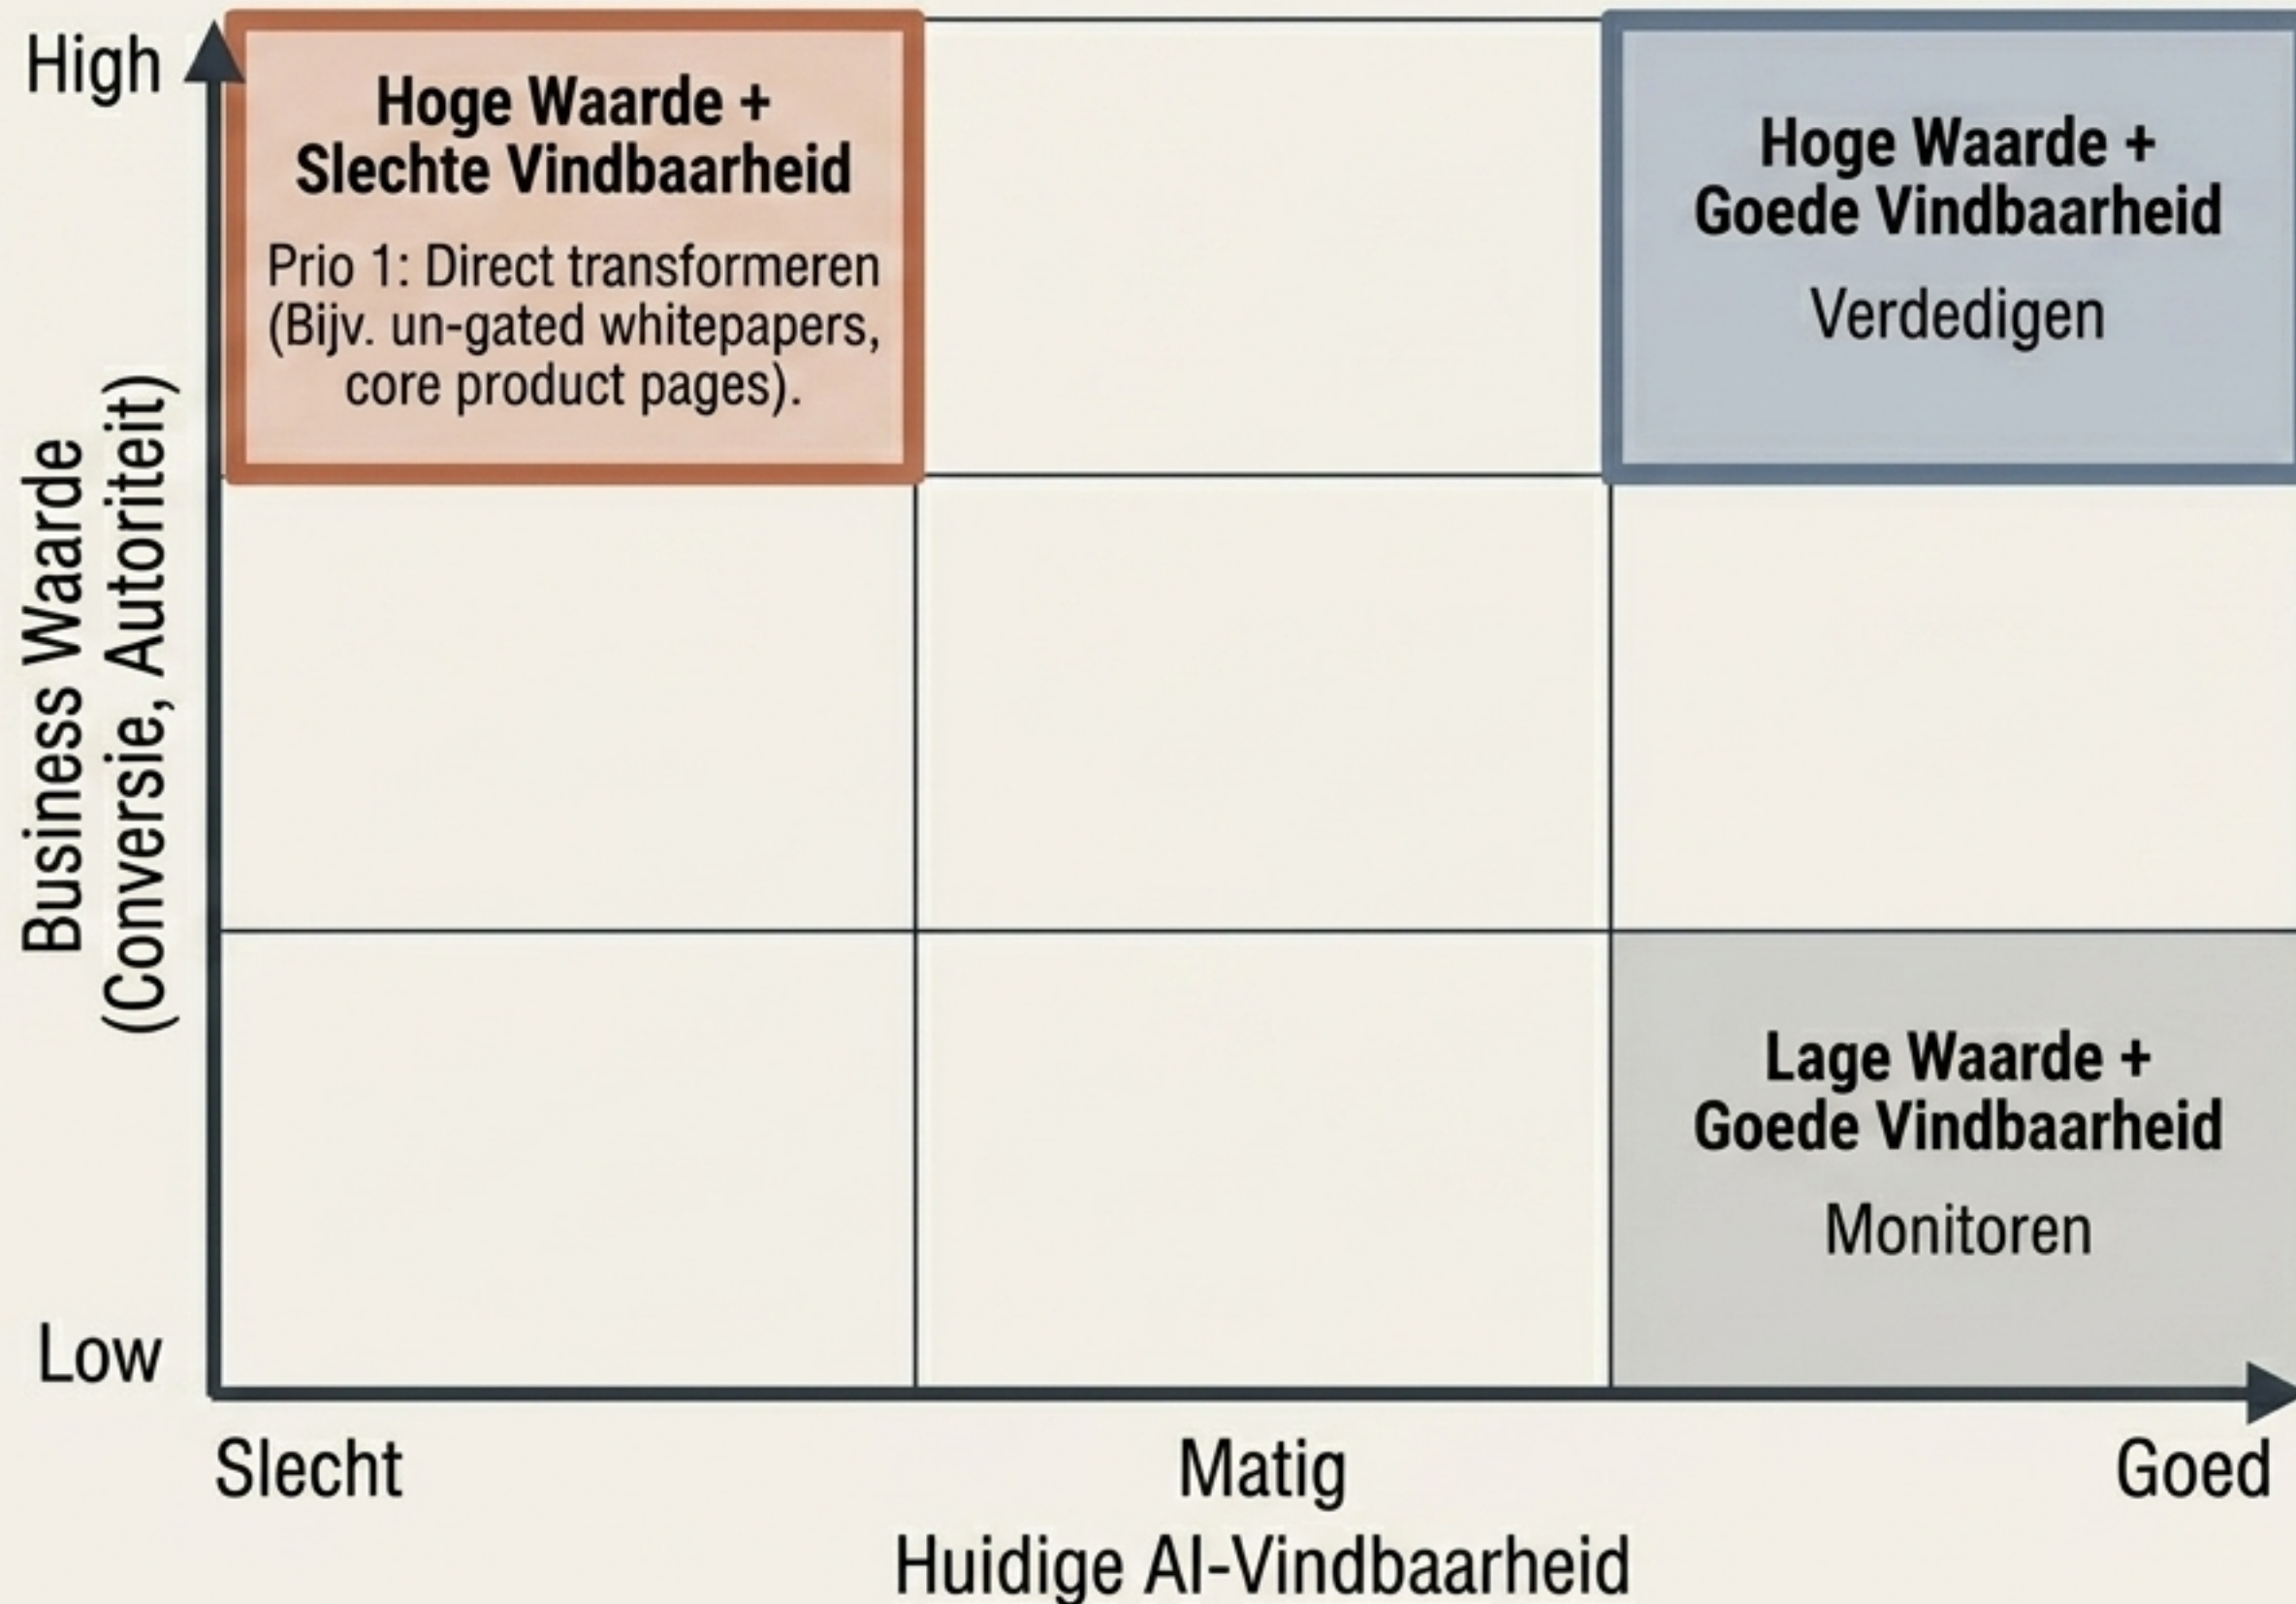 High
Hoge Waarde +
Slechte Vindbaarheid
Prio 1: Direct transformeren
(Bijv. un-gated whitepapers,
core product pages).
Hoge Waarde +
Goede Vindbaarheid
Verdedigen
Business Waarde
(Conversie, Autoriteit)
Lage Waarde +
Goede Vindbaarheid
Monitoren
Low
Slecht
Matig
Goed
Huidige AI-Vindbaarheid